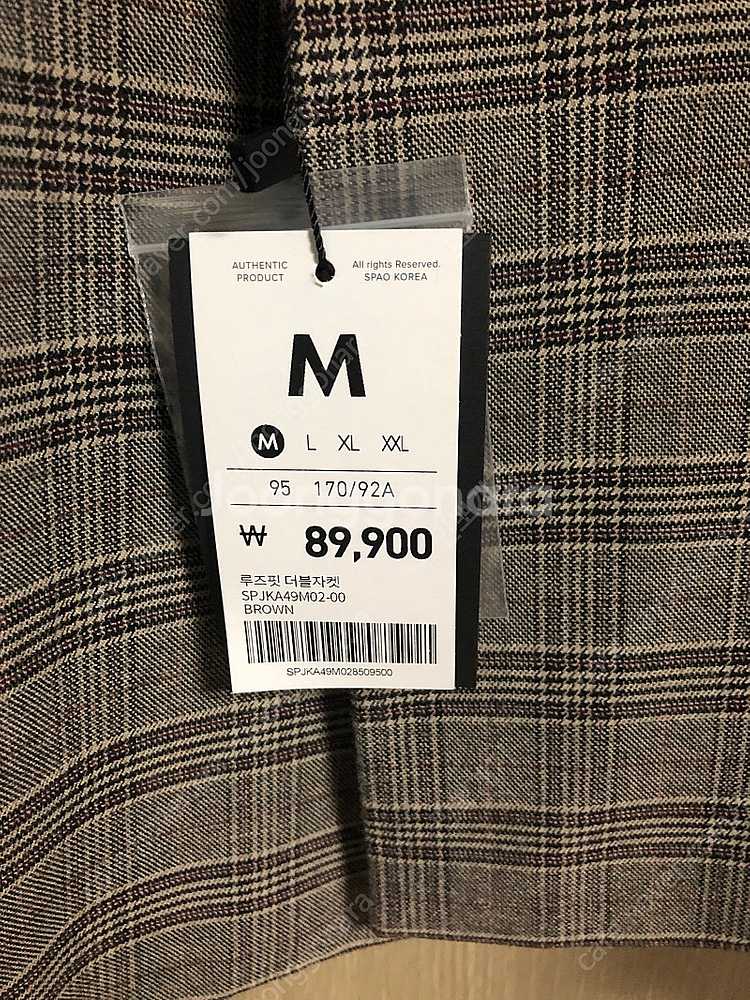 AUTHENTIC
PRODUCT
All rights Reserved.
SPAO KOREA
M
M L XL XXL
95 170/92A
₩ 89,900
루즈핏 더블자켓
SPJKA49M02-00
BROWN
SPJKA49M028509500
joongonara